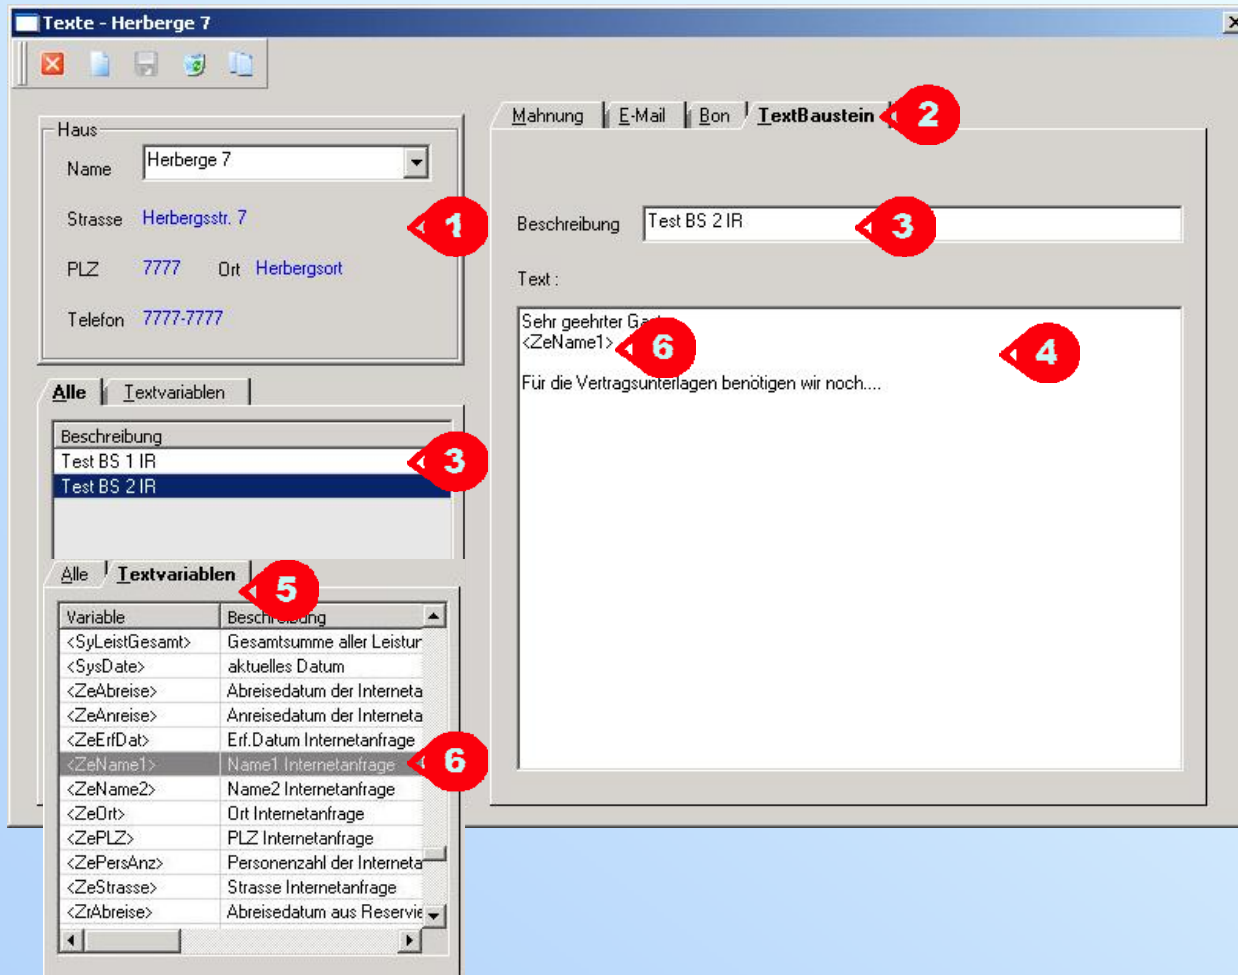 Texte - Herberge 7
Haus
Name Herberge 7
Strasse Herbergsstr. 7
1
PLZ 7777 Ort Herbergsort
Telefon 7777-7777
Alle Textvariablen
Beschreibung
Test BS 1 IR
3
Test BS 2 IR
Alle Textvariablen
5
Variable Beschreibung
<SyLeistGesamt> Gesamtsumme aller Leistur
<SysDate> aktuelles Datum
<ZeAbreise> Abreisedatum der Interneta
<ZeAnreise> Anreisedatum der Interneta
<ZeErfDat> Erf.Datum Internetanfrage
<ZeName1> Name1 Internetanfrage
6
<ZeName2> Name2 Internetanfrage
<ZeOrt> Ort Internetanfrage
<ZePLZ> PLZ Internetanfrage
<ZePersAnz> Personenzahl der Interneta
<ZeStrasse> Strasse Internetanfrage
<ZrAbreise> Abreisedatum aus Reservie
Mahnung E-Mail Bon TextBaustein
2
Beschreibung Test BS 2 IR
3
Text :
Sehr geehrter
<ZeName1>
6
4
Für die Vertragsunterlagen benötigen wir noch....